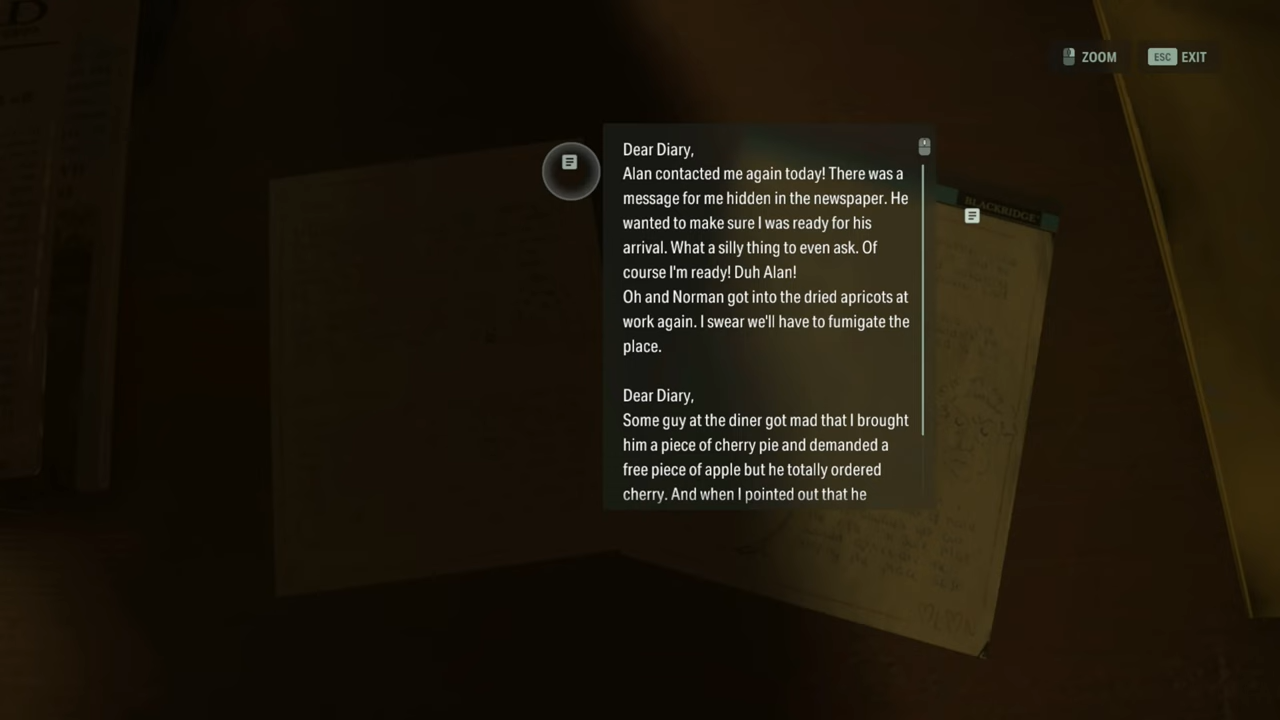 D
ZOOM
ESC EXIT
Dear Diary,
Alan contacted me again today! There was a
message for me hidden in the newspaper. He
wanted to make sure I was ready for his
arrival. What a silly thing to even ask. Of
course I'm ready! Duh Alan!
Oh and Norman got into the dried apricots at
work again. I swear we'll have to fumigate the
place.
Dear Diary,
Some guy at the diner got mad that I brought
him a piece of cherry pie and demanded a
free piece of apple but he totally ordered
cherry. And when I pointed out that he
BLACKRIDGE